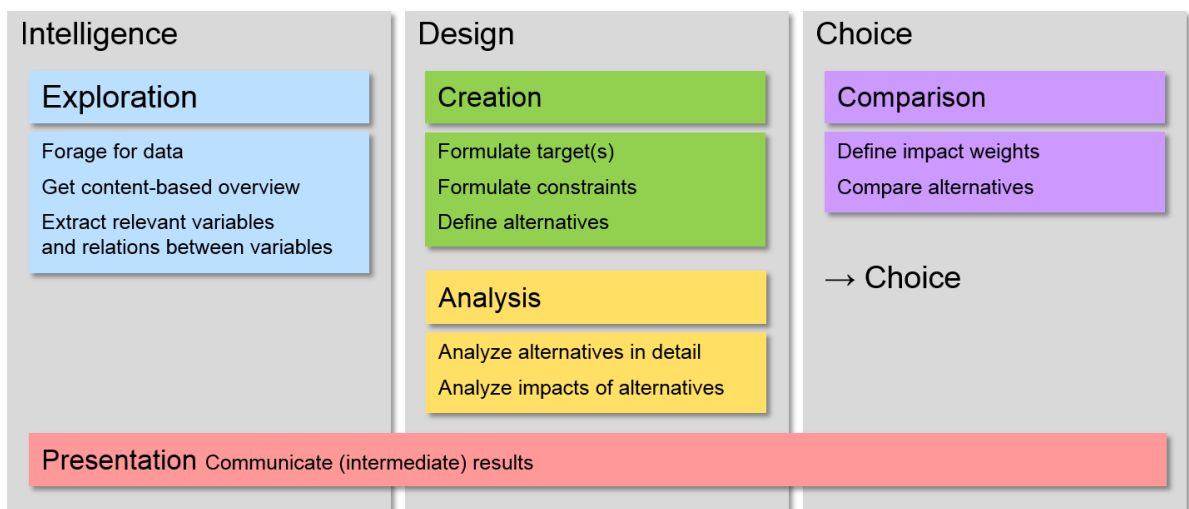 Intelligence
Exploration
Forage for data
Get content-based overview
Extract relevant variables
and relations between variables
Design
Creation
Formulate target(s)
Formulate constraints
Define alternatives
Analysis
Analyze alternatives in detail
Analyze impacts of alternatives
Choice
Comparison
Define impact weights
Compare alternatives
→ Choice
Presentation Communicate (intermediate) results